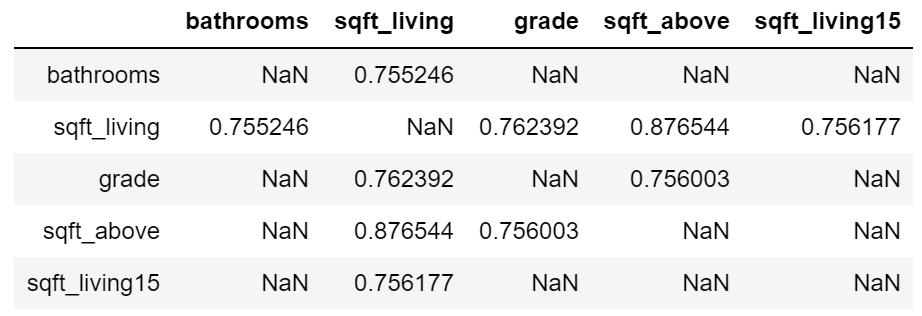 bathrooms sqft_living grade sqft_above sqft_living15
bathrooms NaN 0.755246 NaN NaN NaN
sqft_living 0.755246 NaN 0.762392 0.876544 0.756177
grade NaN 0.762392 NaN 0.756003 NaN
sqft_above NaN 0.876544 0.756003 NaN NaN
sqft_living15 NaN 0.756177 NaN NaN NaN